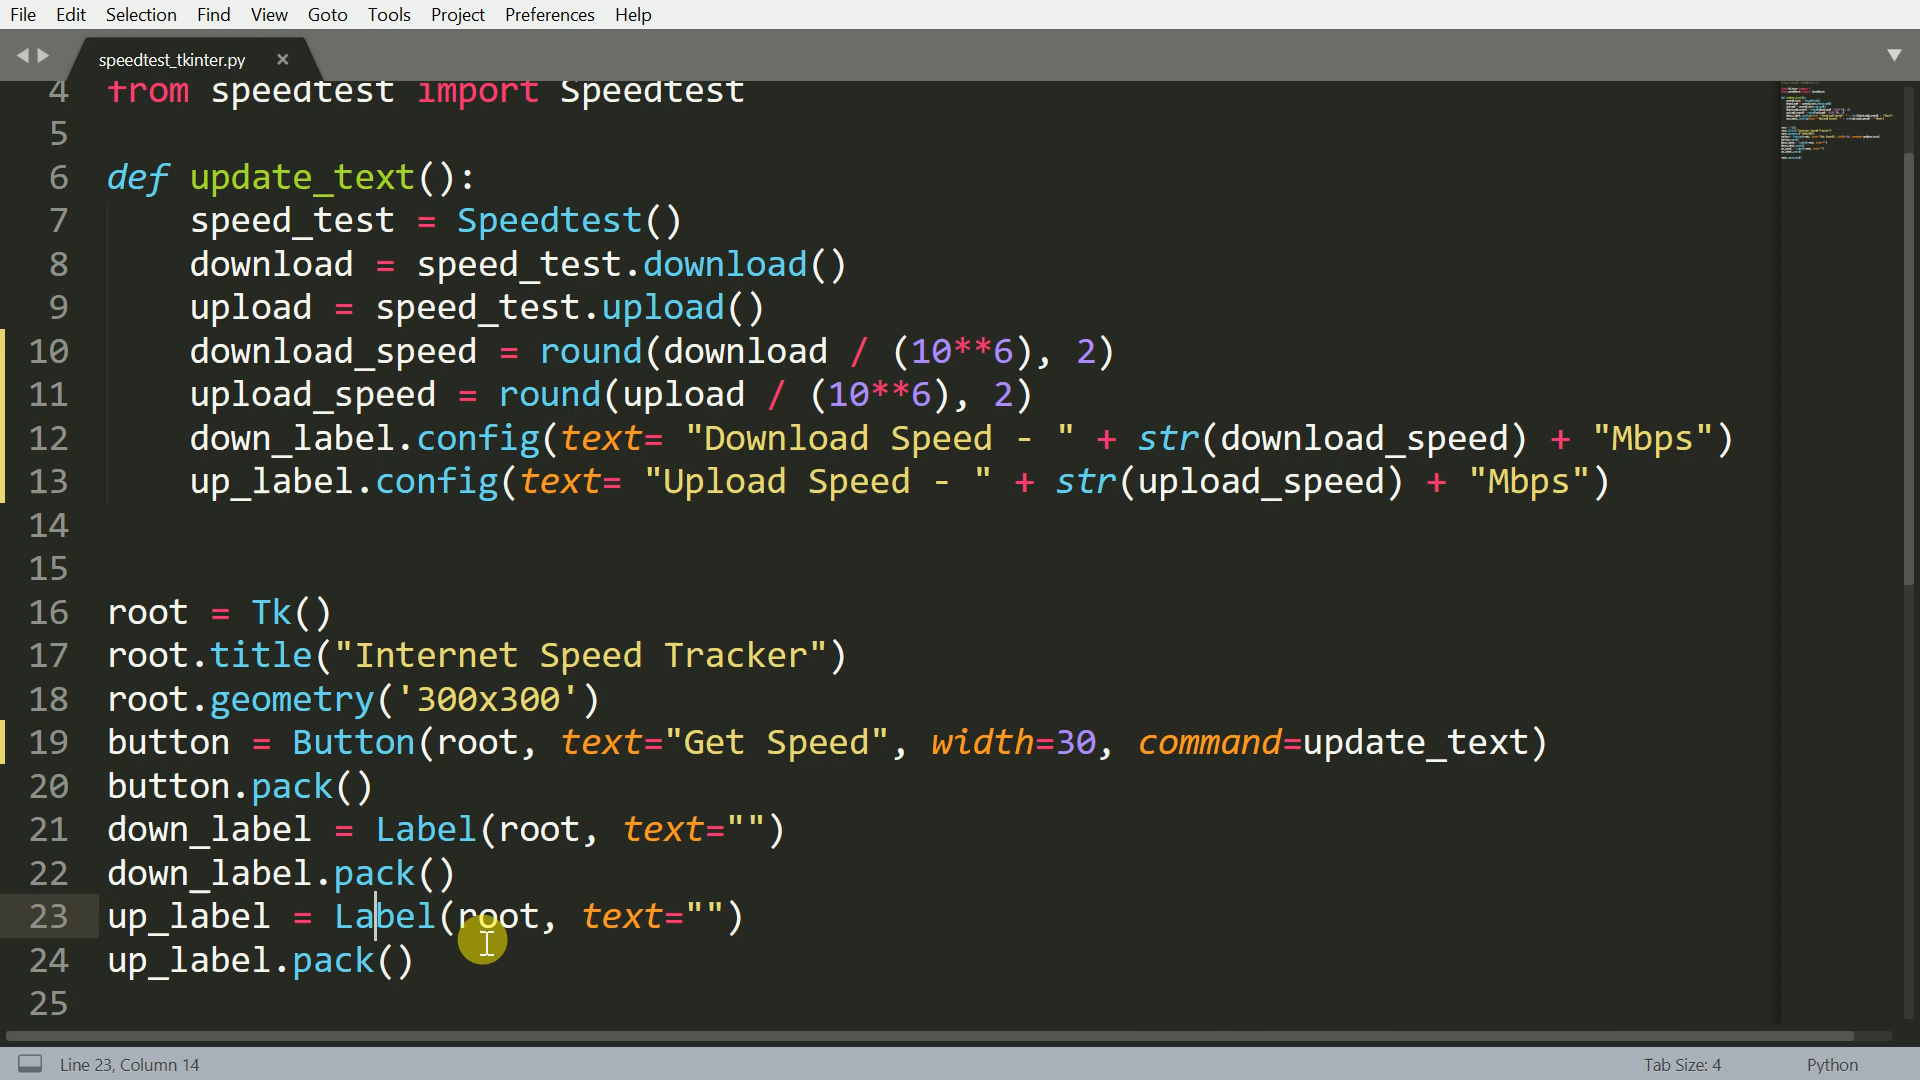 File Edit Selection Find View Goto Tools Project Preferences Help
speedtest_tkinter.py
4 from speedtest import Speedtest
5
6 def update_text():
7     speed_test = Speedtest()
8     download = speed_test.download()
9     upload = speed_test.upload()
10     download_speed = round(download / (10**6), 2)
11     upload_speed = round(upload / (10**6), 2)
12     down_label.config(text= "Download Speed - " + str(download_speed) + "Mbps")
13     up_label.config(text= "Upload Speed - " + str(upload_speed) + "Mbps")
14
15
16 root = Tk()
17 root.title("Internet Speed Tracker")
18 root.geometry('300x300')
19 button = Button(root, text="Get Speed", width=30, command=update_text)
20 button.pack()
21 down_label = Label(root, text="")
22 down_label.pack()
23 up_label = Label(root, text="")
24 up_label.pack()
25
Line 23, Column 14 Tab Size: 4 Python